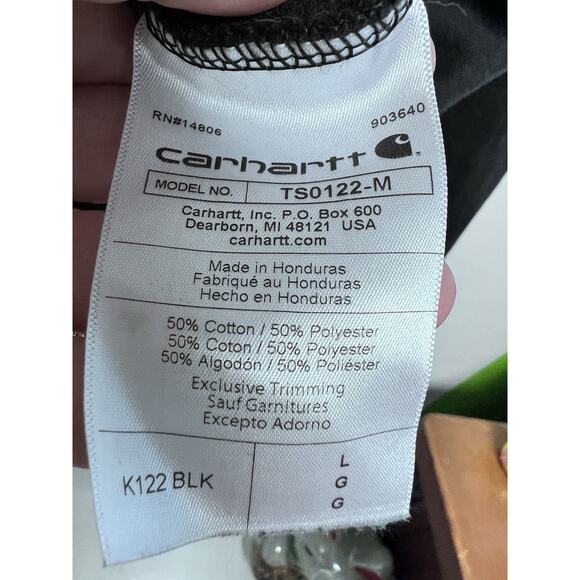 RN#14806 903640
carhartt
MODEL NO. TS0122-M
Carhartt, Inc. P.O. Box 600
Dearborn, MI 48121 USA
carhartt.com
Made in Honduras
Fabriqué au Honduras
Hecho en Honduras
50% Cotton / 50% Polyester
50% Coton / 50% Polyester
50% Algodón / 50% Poliéster
Exclusive Trimming
Sauf Garnitures
Excepto Adorno
K122 BLK
L
G
G